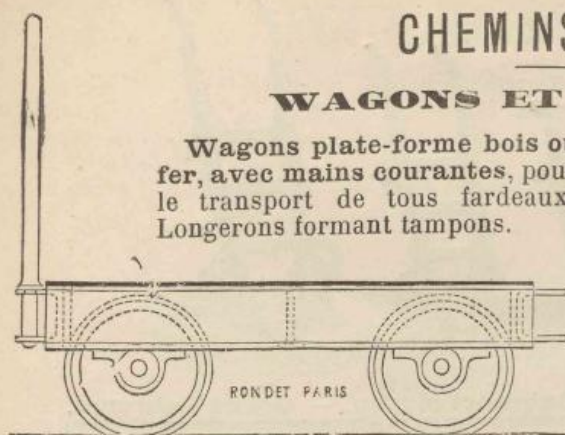 CHEMINS
WAGONS ET
Wagons plate-forme bois ou
fer, avec mains courantes, pour
le transport de tous fardeaux
Longerons formant tampons.
RONDET PARIS